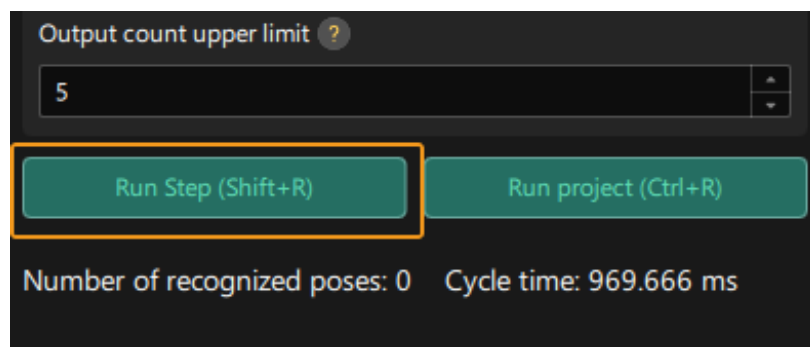 Output count upper limit ?
5
Run Step (Shift+R) Run project (Ctrl+R)
Number of recognized poses: 0 Cycle time: 969.666 ms